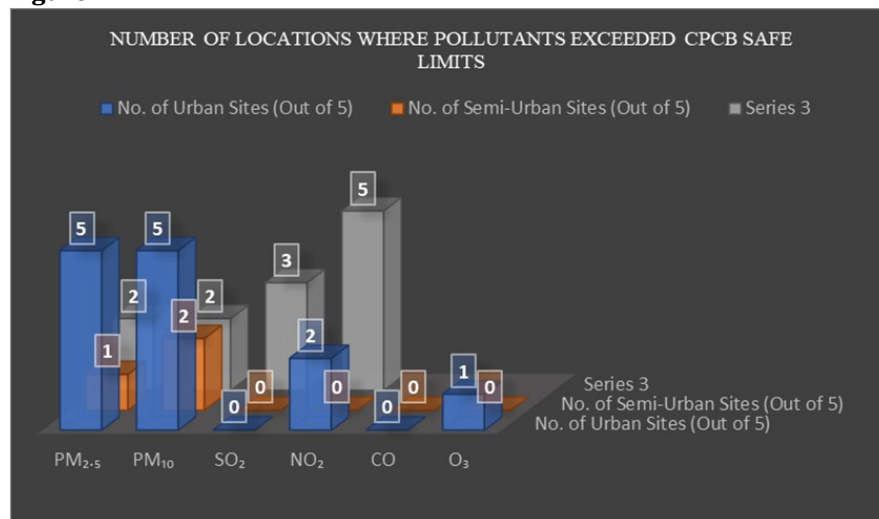 NUMBER OF LOCATIONS WHERE POLLUTANTS EXCEEDED CPCB SAFE
LIMITS
No. of Urban Sites (Out of 5) No. of Semi-Urban Sites (Out of 5) Series 3
5
5 5
3
2 2
2
2
1
1
0 0 0 0
0 0
Series 3
No. of Semi-Urban Sites (Out of 5)
No. of Urban Sites (Out of 5)
PM₂.₅ PM₁₀ SO₂ NO₂ CO O₃